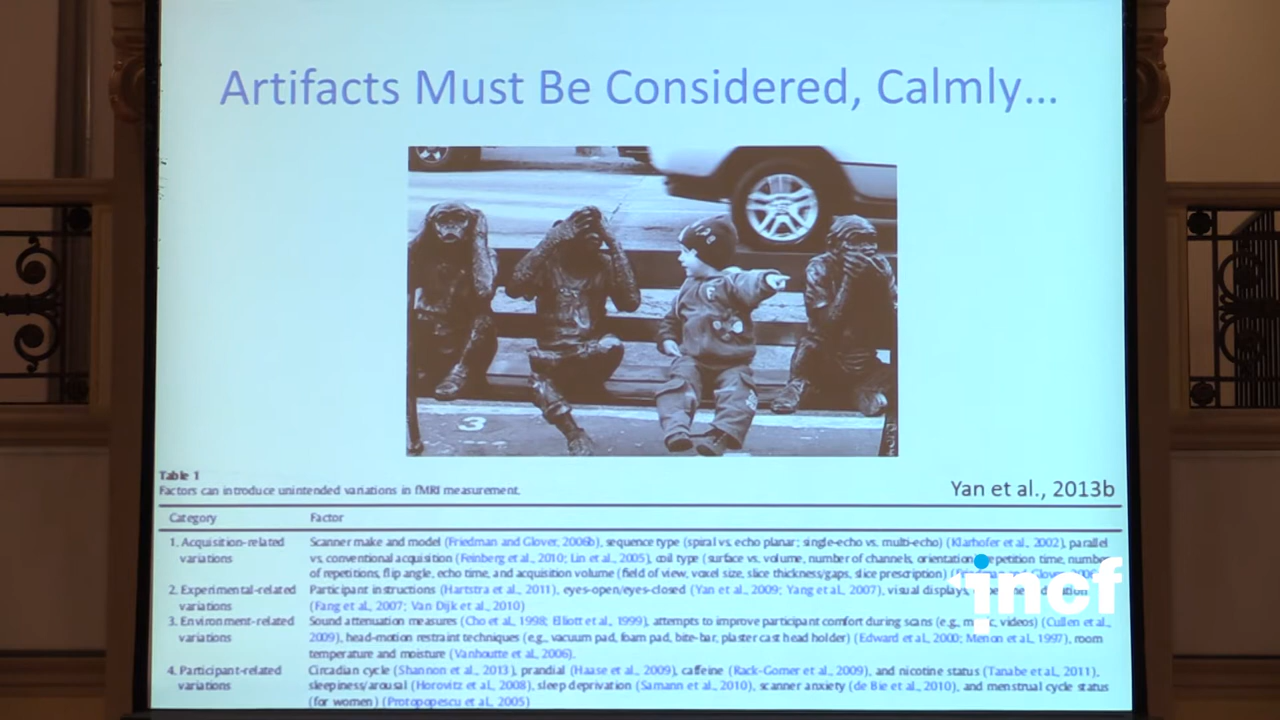 Artifacts Must Be Considered, Calmly...
3
Table 1
Factors can introduce unintended variations in fMRI measurement.
Yan et al., 2013b
Category Factor
1. Acquisition-related variations
Scanner make and model (Friedman and Glover, 2006b), sequence type (spiral vs. echo planar; single-echo vs. multi-echo) (Klarhofer et al., 2002), parallel
vs. conventional acquisition (Feinberg et al., 2010; Lin et al., 2005), coil type (surface vs. volume, number of channels, orientation repetition time, number
of repetitions, flip angle, echo time, and acquisition volume (field of view, voxel size, slice thickness/gaps, slice prescription)
2. Experimental-related variations
Participant instructions (Hartstra et al., 2011), eyes-open/eyes-closed (Yan et al., 2009; Yang et al., 2007), visual displays,
(Fang et al., 2007; Van Dijk et al., 2010)
3. Environment-related variations
Sound attenuation measures (Cho et al., 1998; Elliott et al., 1999), attempts to improve participant comfort during scans (e.g., videos) (Cullen et al.,
2009), head-motion restraint techniques (e.g., vacuum pad, foam pad, bite-bar, plaster cast head holder) (Edward et al., 2000; Menon et al., 1997), room
temperature and moisture (Vanhoutte et al., 2006).
4. Participant-related variations
Circadian cycle (Shannon et al., 2013), prandial (Haase et al., 2009), caffeine (Rack-Gomer et al., 2009), and nicotine status (Tanabe et al., 2011),
sleepiness/arousal (Horovitz et al., 2008), sleep deprivation (Samann et al., 2010), scanner anxiety (de Bie et al., 2010), and menstrual cycle status
(for women) (Protopopescu et al., 2005)
incf